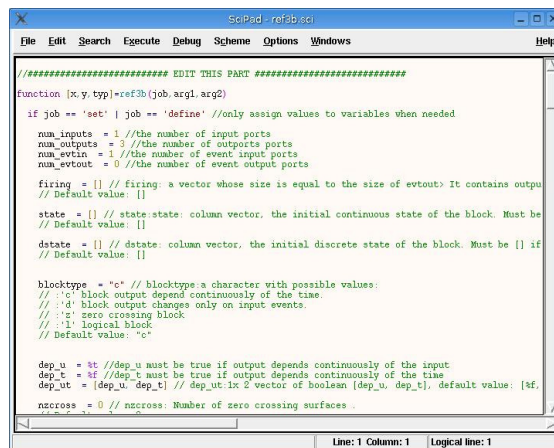 SciPad - ref3b.sci
File Edit Search Execute Debug Scheme Options Windows Help
//########################## EDIT THIS PART ############################
function [x,y,typ]=ref3b(job,arg1,arg2)
if job == 'set' | job == 'define' //only assign values to variables when needed
num_inputs = 1 //the number of input ports
num_outputs = 3 //the number of outports ports
num_evtin = 1 //the number of event input ports
num_evtout = 0 //the number of event output ports
firing = [] // firing: a vector whose size is equal to the size of evtout> It contains outpu
// Default value: []
state = [] // state:state: column vector, the initial continuous state of the block. Must be
// Default value: []
dstate = [] // dstate: column vector, the initial discrete state of the block. Must be [] if
// Default value: []
blocktype = "c" // blocktype:a character with possible values:
// :'c' block output depend continuously of the time.
// :'d' block output changes only on input events.
// :'z' zero crossing block
// :'l' logical block
// Default value: "c"
dep_u = %t //dep_u must be true if output depends continuously of the input
dep_t = %f //dep_t must be true if output depends continuously of the time
dep_ut = [dep_u, dep_t] // dep_ut:1x 2 vector of boolean [dep_u, dep_t], default value: [%f,
nzcross = 0 // nzcross: Number of zero crossing surfaces .
Line: 1 Column: 1 Logical line: 1